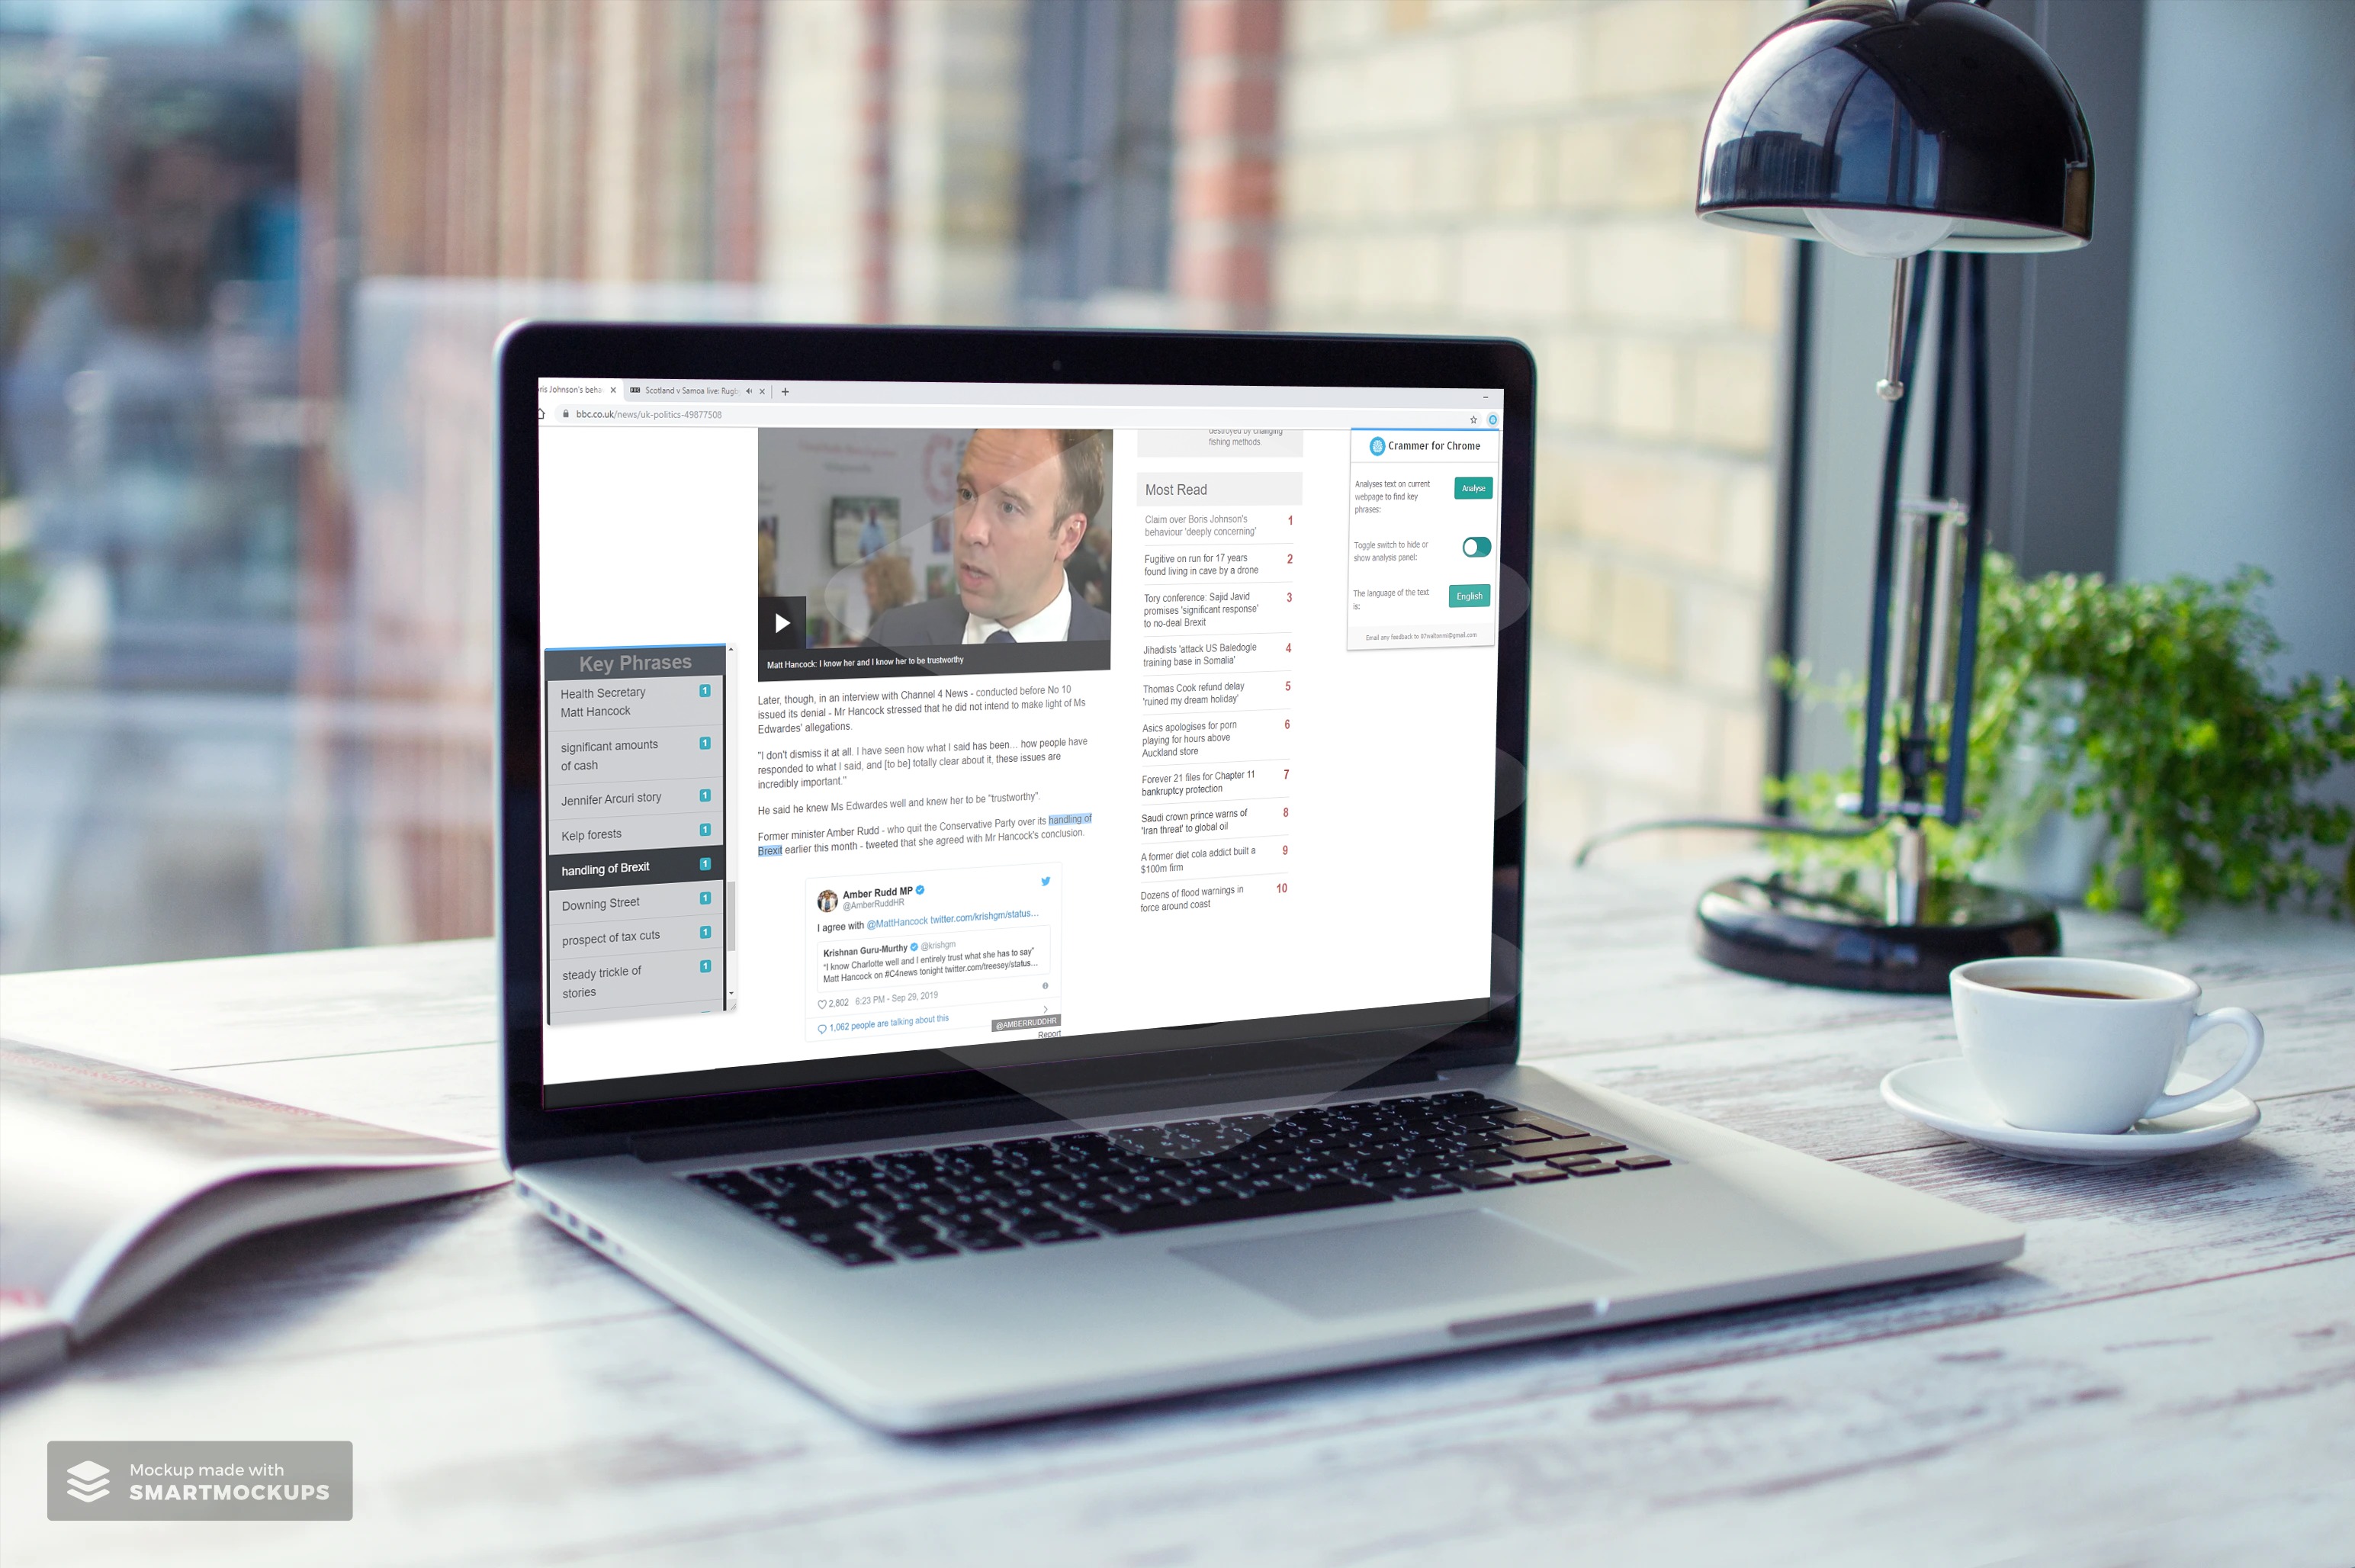 oris Johnson's beha
Scotland v Samoa live: Rugb
bbc.co.uk/news/uk-politics-49877508
Key Phrases
Health Secretary 1
Matt Hancock
significant amounts 1
of cash
Jennifer Arcuri story 1
Kelp forests 1
handling of Brexit 1
Downing Street 1
prospect of tax cuts 1
steady trickle of 1
stories
Matt Hancock: I know her and I know her to be trustworthy
Later, though, in an interview with Channel 4 News - conducted before No 10
issued its denial - Mr Hancock stressed that he did not intend to make light of Ms
Edwardes' allegations.
"I don't dismiss it at all. I have seen how what I said has been... how people have
responded to what I said, and [to be] totally clear about it, these issues are
incredibly important."
He said he knew Ms Edwardes well and knew her to be "trustworthy".
Former minister Amber Rudd - who quit the Conservative Party over its handling of
Brexit earlier this month - tweeted that she agreed with Mr Hancock's conclusion.
Amber Rudd MP
@AmberRuddHR
I agree with @MattHancock twitter.com/krishgm/status...
Krishnan Guru-Murthy @krishgm
"I know Charlotte well and I entirely trust what she has to say"
Matt Hancock on #C4news tonight twitter.com/treesey/status...
2,802 6:23 PM - Sep 29, 2019
1,062 people are talking about this
@AMBERRUDDHR
Report
destroyed by changing
fishing methods.
Most Read
Claim over Boris Johnson's 1
behaviour 'deeply concerning'
Fugitive on run for 17 years 2
found living in cave by a drone
Tory conference: Sajid Javid 3
promises 'significant response'
to no-deal Brexit
Jihadists 'attack US Baledogle 4
training base in Somalia'
Thomas Cook refund delay 5
'ruined my dream holiday'
Asics apologises for porn 6
playing for hours above
Auckland store
Forever 21 files for Chapter 11 7
bankruptcy protection
Saudi crown prince warns of 8
'Iran threat' to global oil
A former diet cola addict built a 9
$100m firm
Dozens of flood warnings in 10
force around coast
Crammer for Chrome
Analyses text on current
webpage to find key
phrases:
Analyse
Toggle switch to hide or
show analysis panel:
The language of the text
is:
English
Email any feedback to 07waltonne@gmail.com
Mockup made with
SMARTMOCKUPS